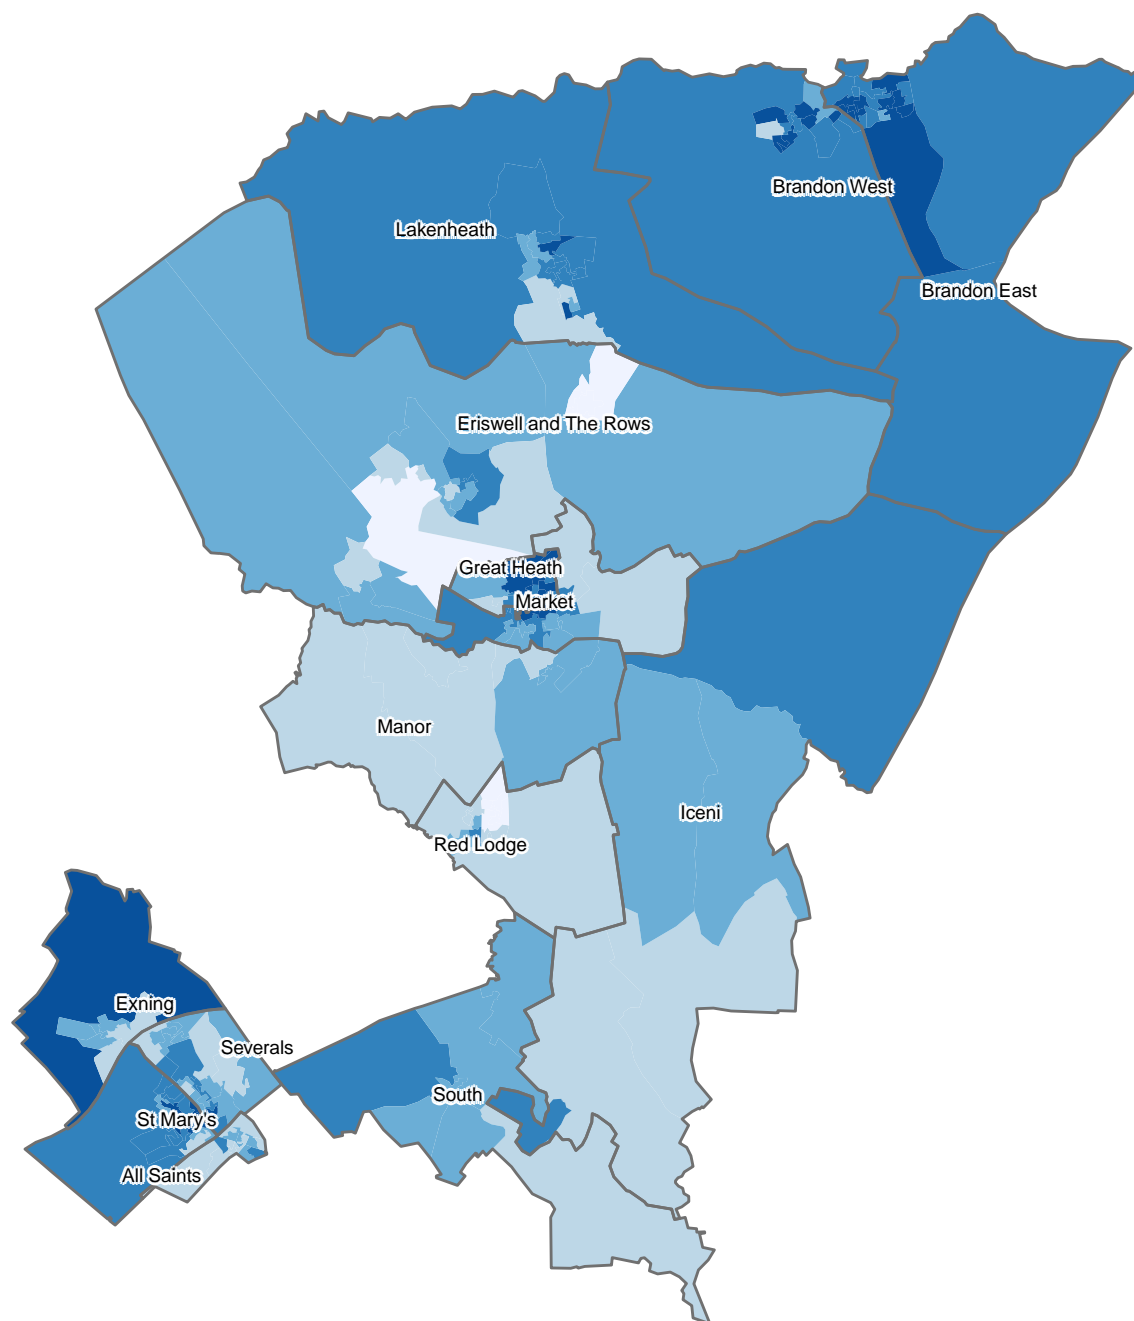 Brandon West
Lakenheath
Brandon East
Eriswell and The Rows
Great Heath
Market
Manor
Iceni
Red Lodge
Exning
Severals
South
St Mary's
All Saints